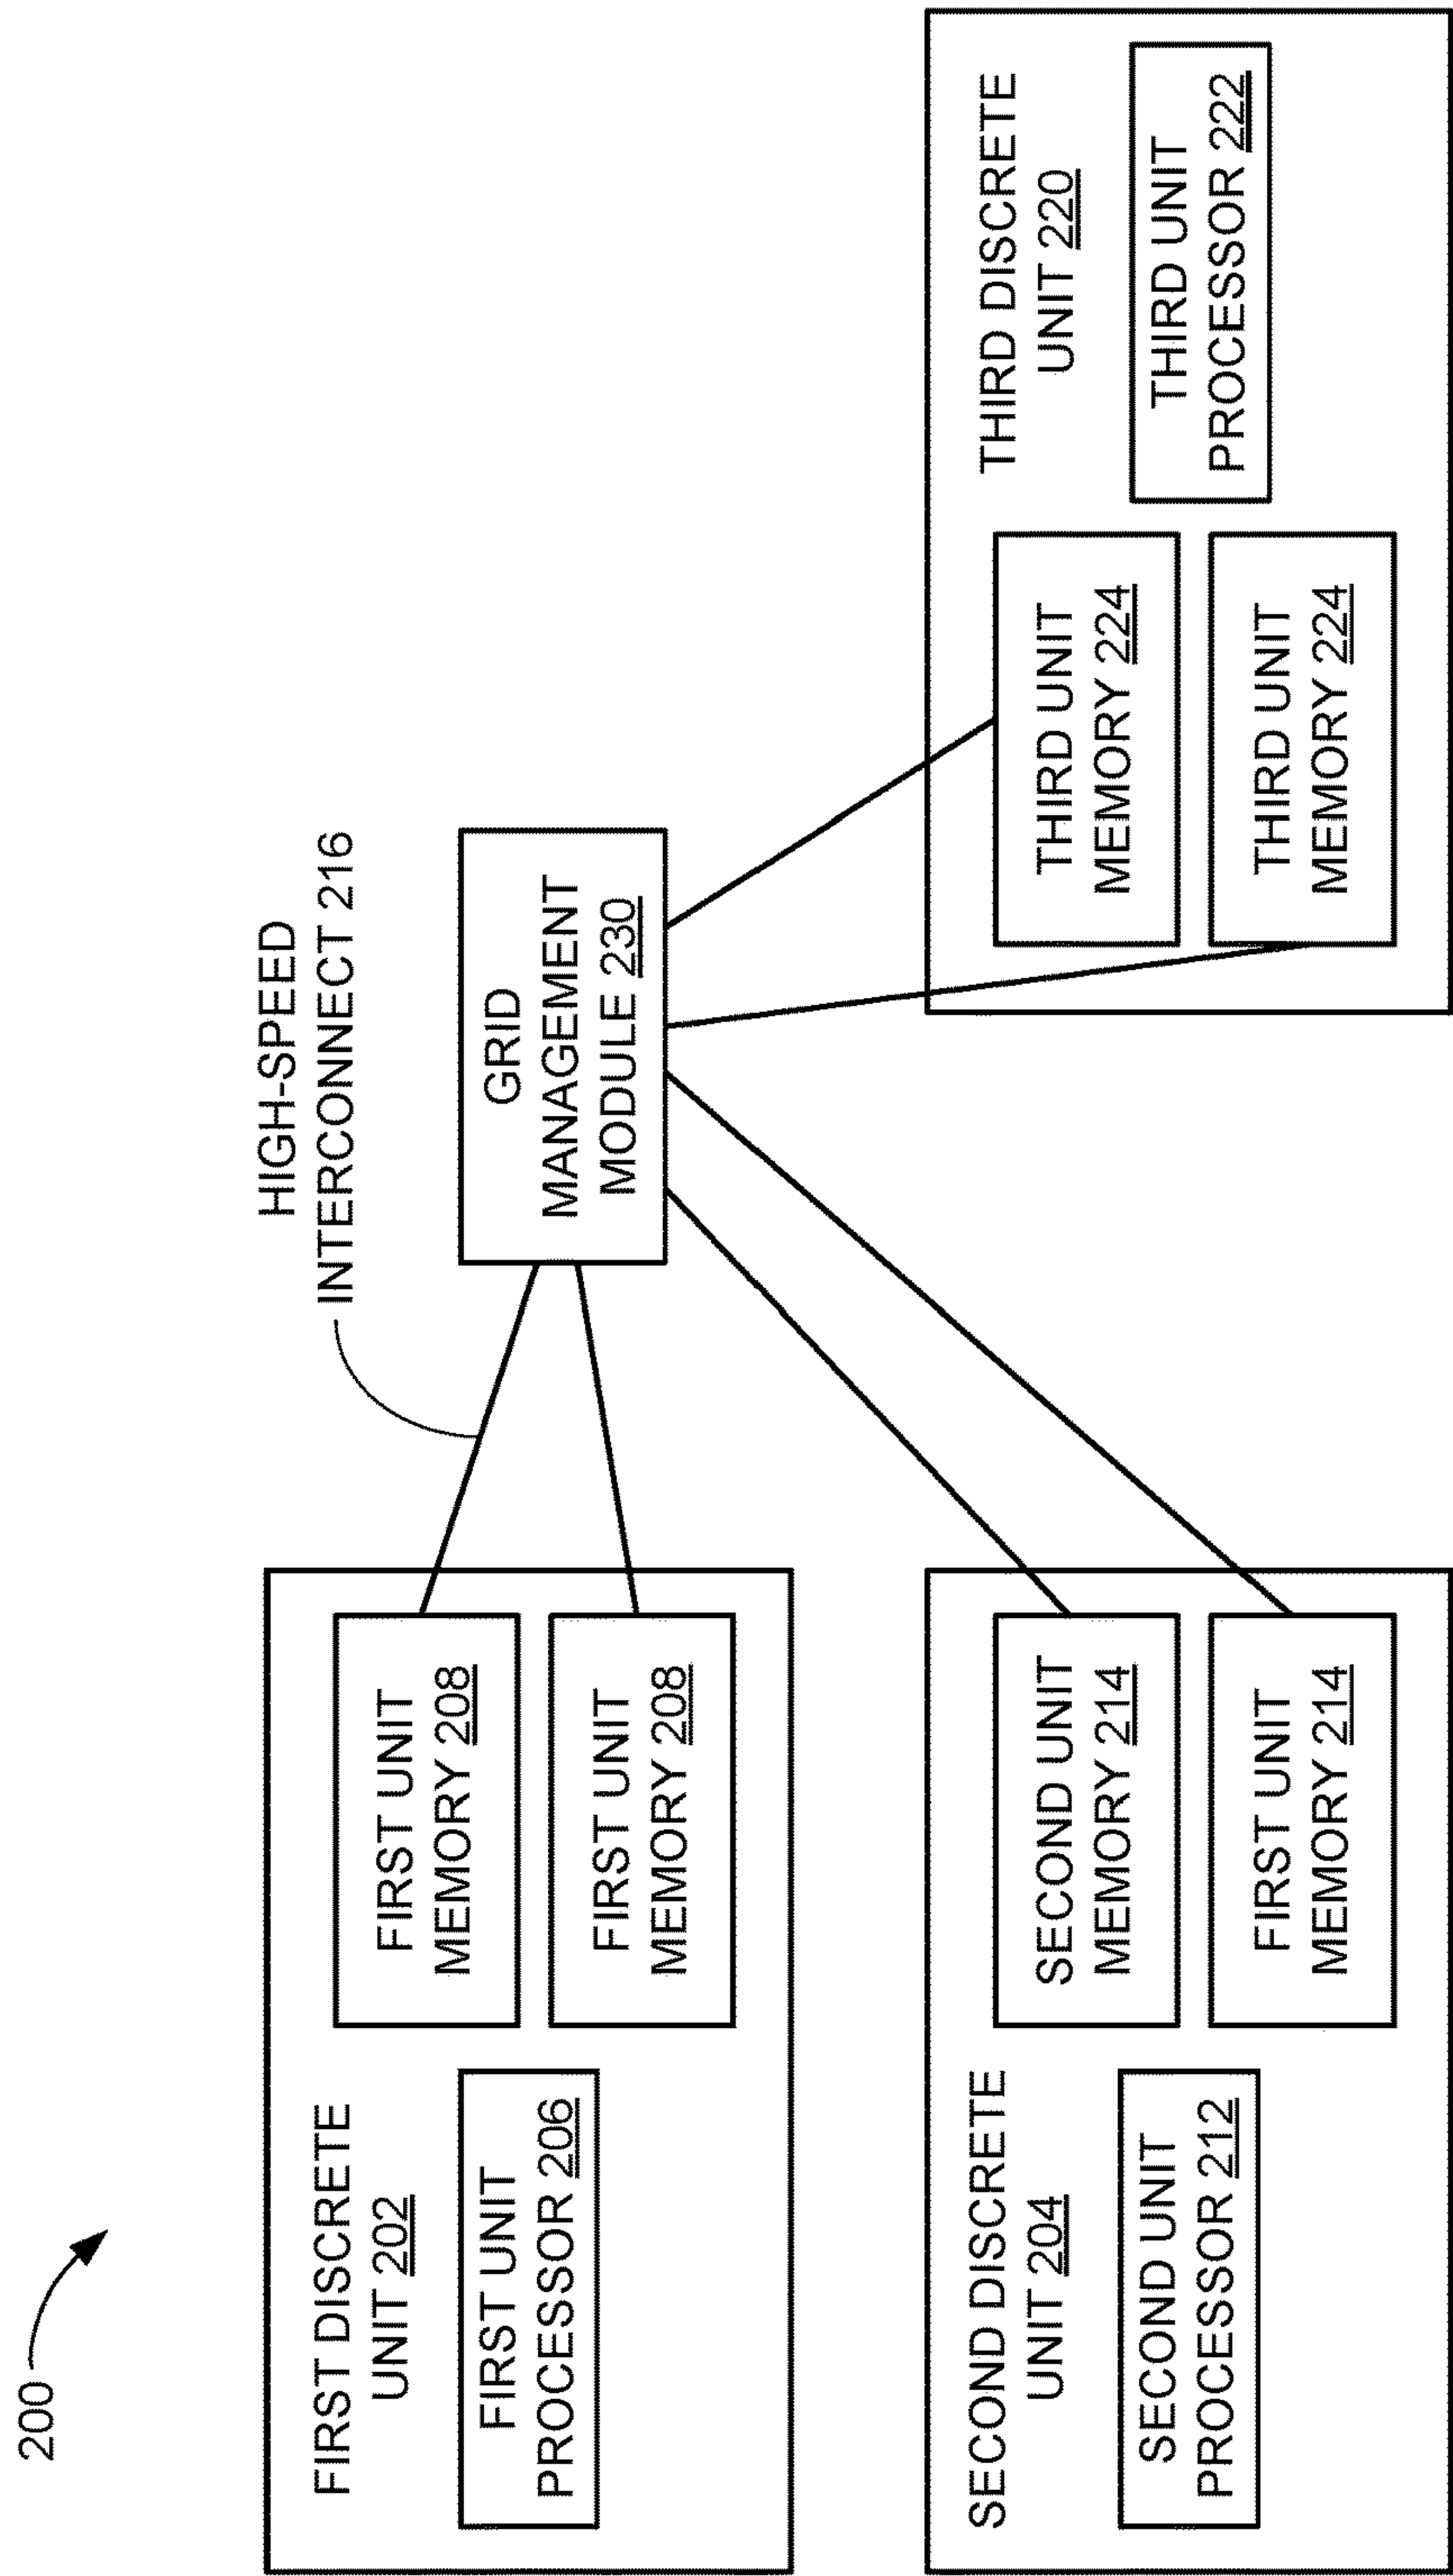 200
HIGH-SPEED
INTERCONNECT 216
FIRST DISCRETE
UNIT 202
FIRST UNIT
PROCESSOR 206
FIRST UNIT
MEMORY 208
FIRST UNIT
MEMORY 208
GRID
MANAGEMENT
MODULE 230
SECOND DISCRETE
UNIT 204
SECOND UNIT
PROCESSOR 212
SECOND UNIT
MEMORY 214
FIRST UNIT
MEMORY 214
THIRD DISCRETE
UNIT 220
THIRD UNIT
MEMORY 224
THIRD UNIT
MEMORY 224
THIRD UNIT
PROCESSOR 222